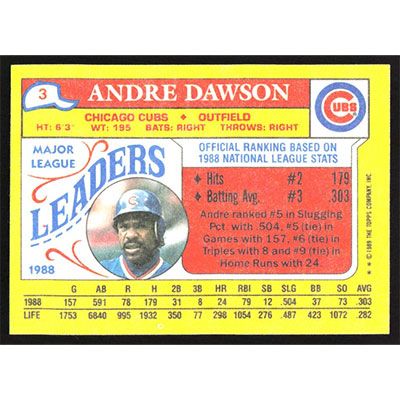 3 ANDRE DAWSON
CUBS
CHICAGO CUBS ♦ OUTFIELD
HT: 6'3" WT: 195 BATS: RIGHT THROWS: RIGHT
MAJOR
LEAGUE
LEADERS
1988
OFFICIAL RANKING BASED ON
1988 NATIONAL LEAGUE STATS
♦ Hits #2 179
♦ Batting Avg. #3 .303
Andre ranked #5 in Slugging
Pct. with .504, #5 (tie) in
Games with 157, #6 (tie) in
Triples with 8 and #9 (tie) in
Home Runs with 24.
* * © 1989 THE TOPPS COMPANY, INC.
G AB R H 2B 3B HR RBI SB SLG BB SO AVG
1988 157 591 78 179 31 8 24 79 12 .504 37 73 .303
LIFE 1753 6840 995 1932 350 77 298 1033 265 .489 451 1072 .282